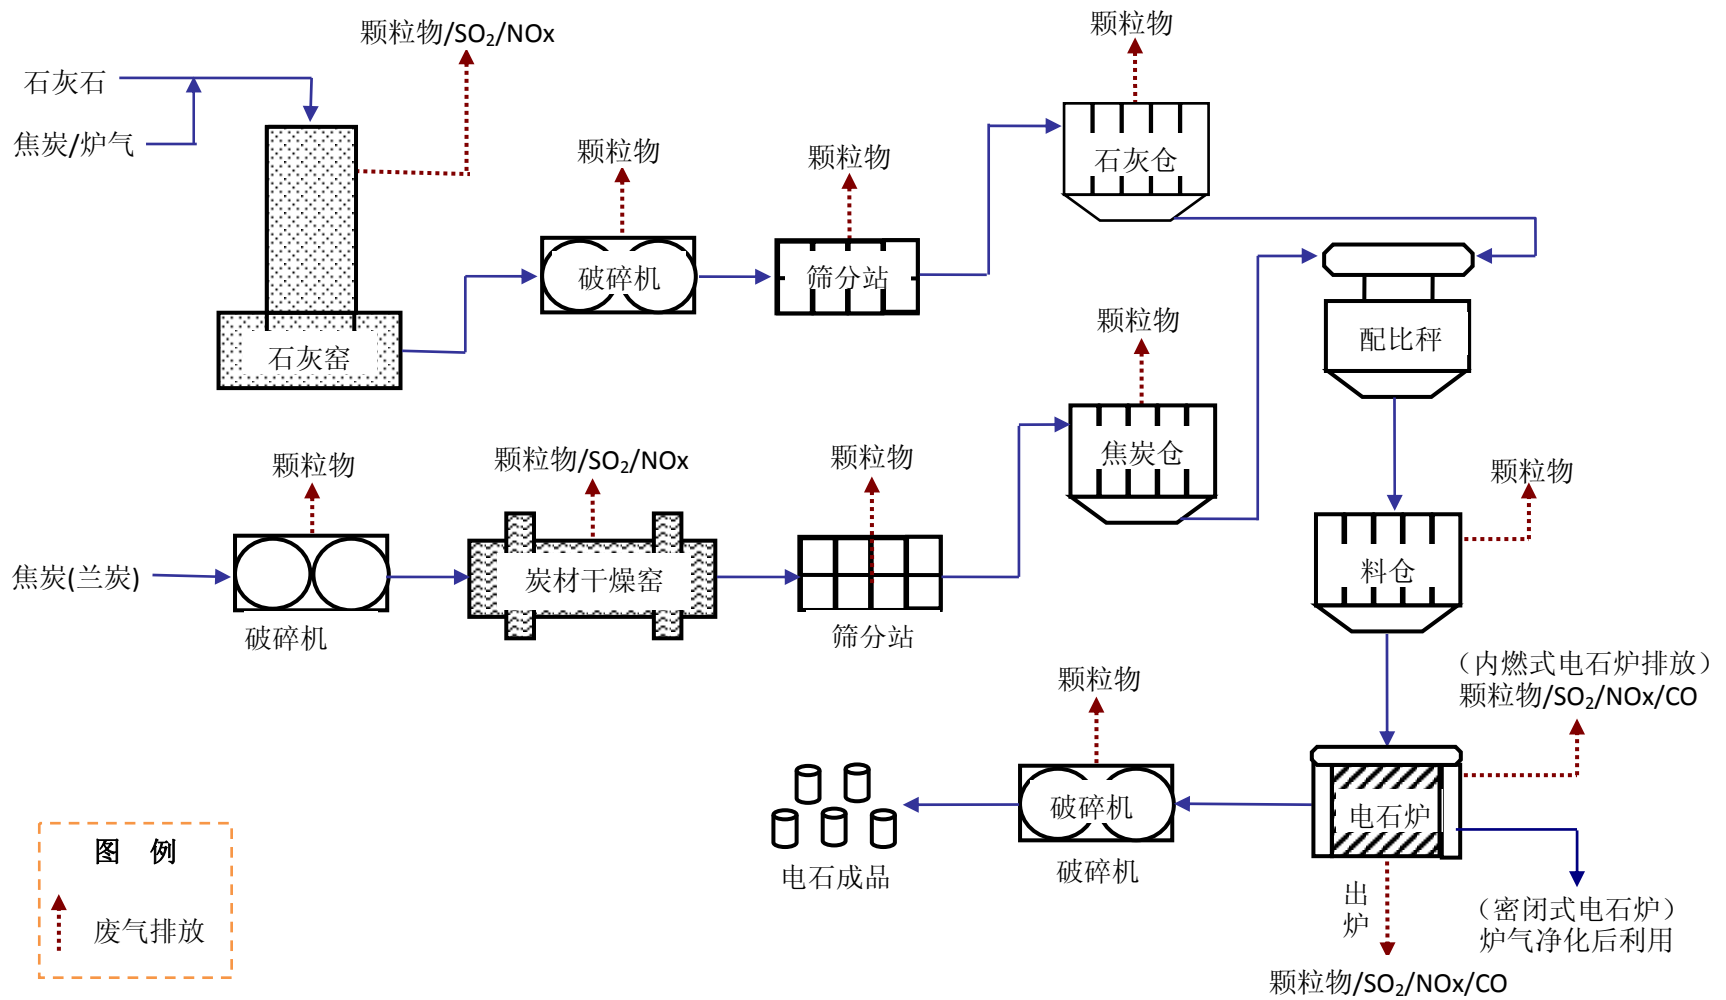 颗粒物/SO₂/NOx
颗粒物
石灰石
焦炭/炉气
颗粒物
颗粒物
石灰仓
破碎机
筛分站
石灰窑
颗粒物
配比秤
颗粒物
颗粒物/SO₂/NOx
颗粒物
焦炭仓
颗粒物
焦炭(兰炭)
炭材干燥窑
料仓
破碎机
筛分站
(内燃式电石炉排放)
颗粒物/SO₂/NOx/CO
颗粒物
破碎机
电石炉
电石成品
破碎机
出
炉
(密闭式电石炉)
炉气净化后利用
颗粒物/SO₂/NOx/CO
图 例
废气排放